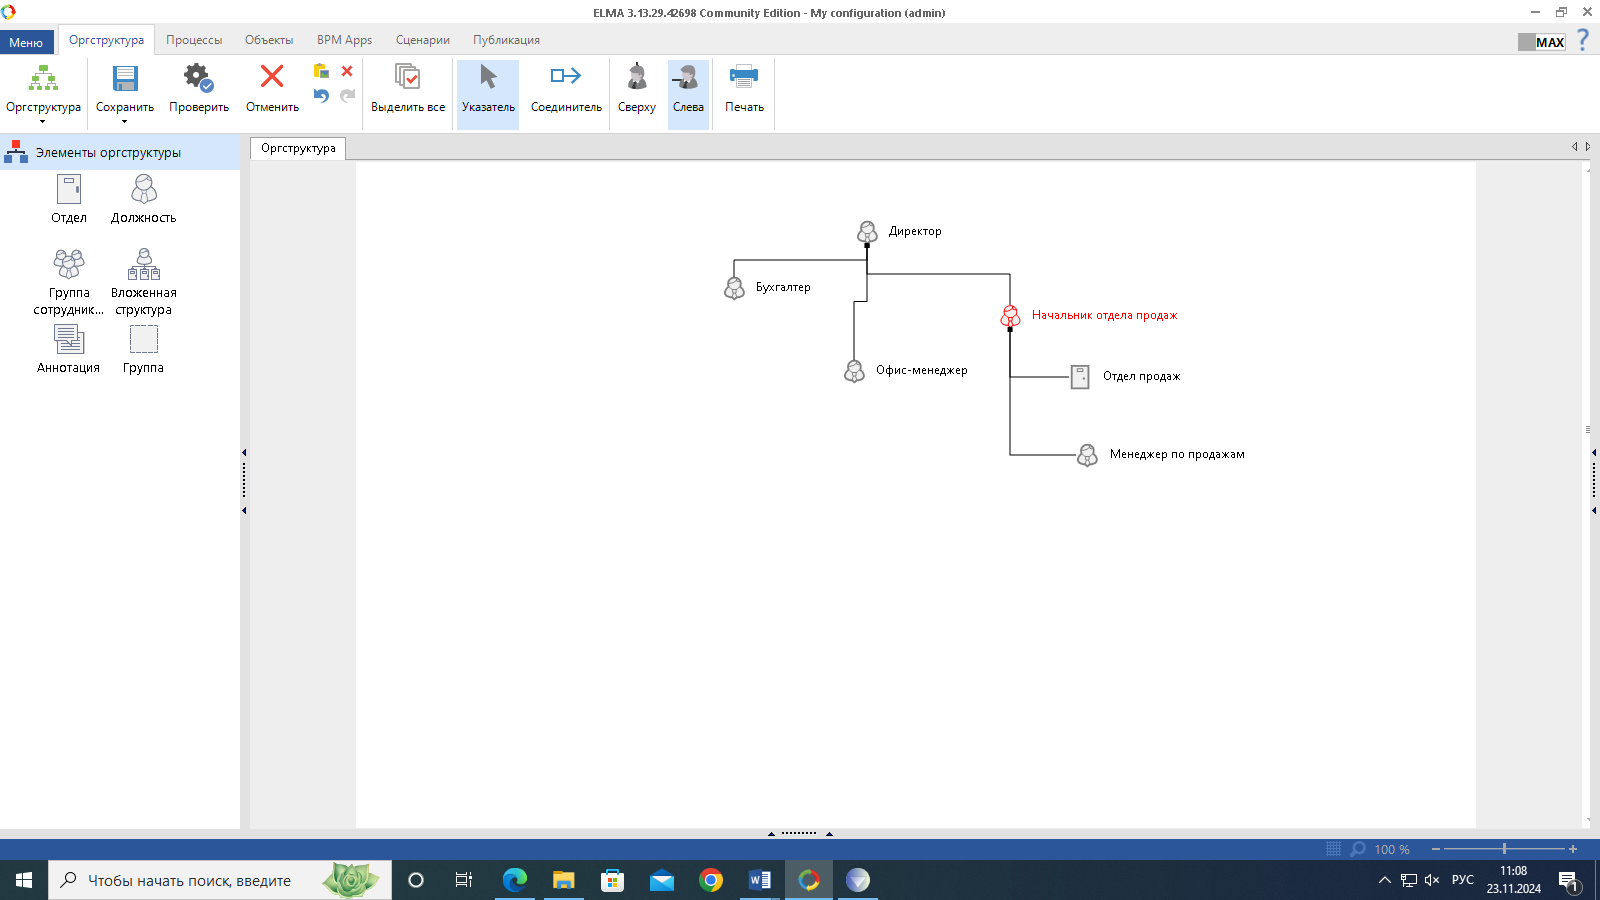 ELMA 3.13.29.42698 Community Edition - My configuration (admin)
Меню Оргструктура Процессы Объекты BPM Apps Сценарии Публикация MAX ?
Оргструктура Сохранить Проверить Отменить Выделить все Указатель Соединитель Сверху Слева Печать
Элементы оргструктуры
Оргструктура
Отдел Должность
Группа сотрудник... Вложенная структура
Аннотация Группа
Директор
Бухгалтер
Начальник отдела продаж
Офис-менеджер
Отдел продаж
Менеджер по продажам
100 %
Чтобы начать поиск, введите
РУС
11:08
23.11.2024
1